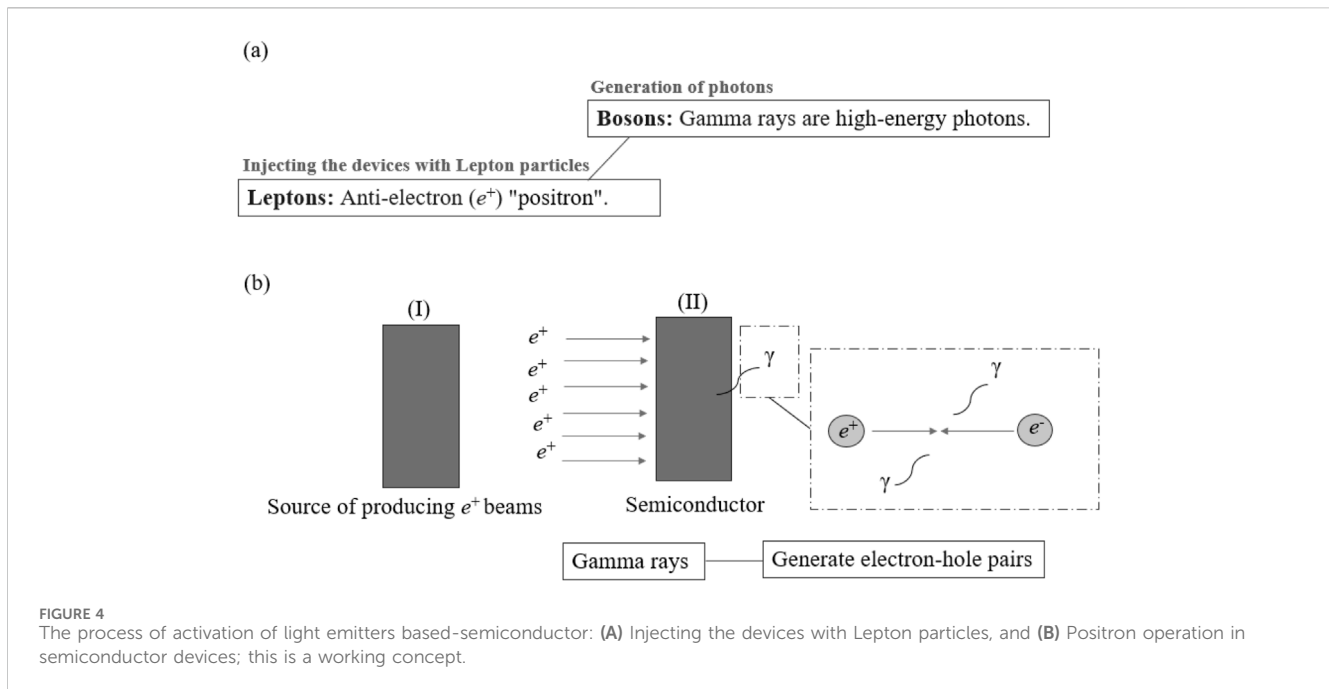 (a)
Generation of photons
Bosons: Gamma rays are high-energy photons.
Injecting the devices with Lepton particles
Leptons: Anti-electron (e⁺) "positron".
(b)
(I)
(II)
e⁺
e⁺
e⁺
e⁺
e⁺
γ
γ
e⁺
e⁻
γ
Source of producing e⁺ beams
Semiconductor
Gamma rays
Generate electron-hole pairs
FIGURE 4
The process of activation of light emitters based-semiconductor: (A) Injecting the devices with Lepton particles, and (B) Positron operation in
semiconductor devices; this is a working concept.